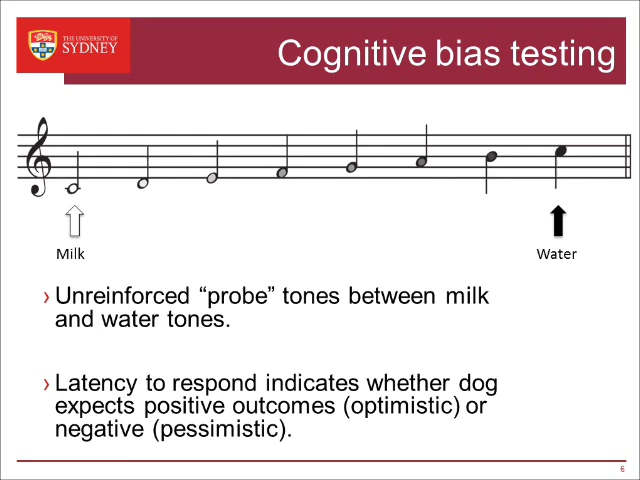 THE UNIVERSITY OF
SYDNEY
Cognitive bias testing
Milk
Water
› Unreinforced “probe” tones between milk
and water tones.
› Latency to respond indicates whether dog
expects positive outcomes (optimistic) or
negative (pessimistic).
6